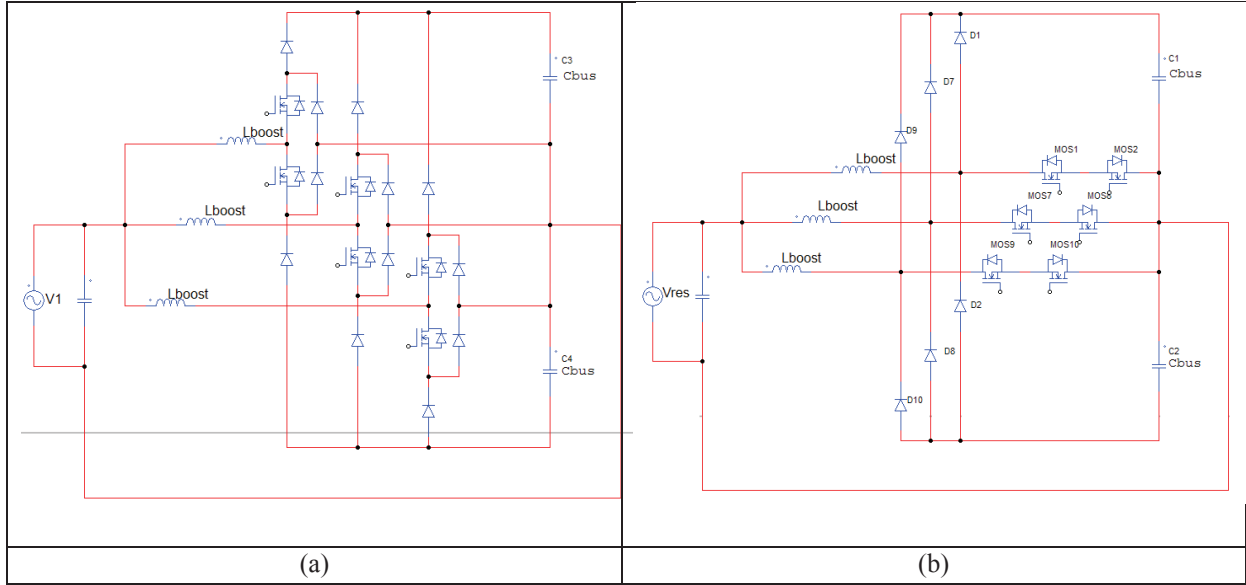 C3
Cbus
Lboost
Lboost
V1
Lboost
C4
Cbus
(a)
D1
C1
Cbus
D7
D9
MOS1
MOS2
Lboost
MOS7
MOS8
Lboost
MOS9
MOS10
Lboost
Vres
D2
D8
C2
Cbus
D10
(b)